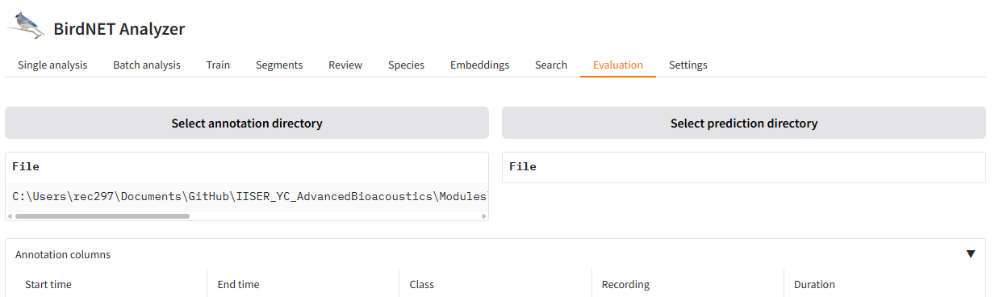 BirdNET Analyzer
Single analysis Batch analysis Train Segments Review Species Embeddings Search Evaluation Settings
Select annotation directory Select prediction directory
File File
C:\Users\rec297\Documents\GitHub\IISER_YC_AdvancedBioacoustics\Modules\
Annotation columns ▼
Start time End time Class Recording Duration